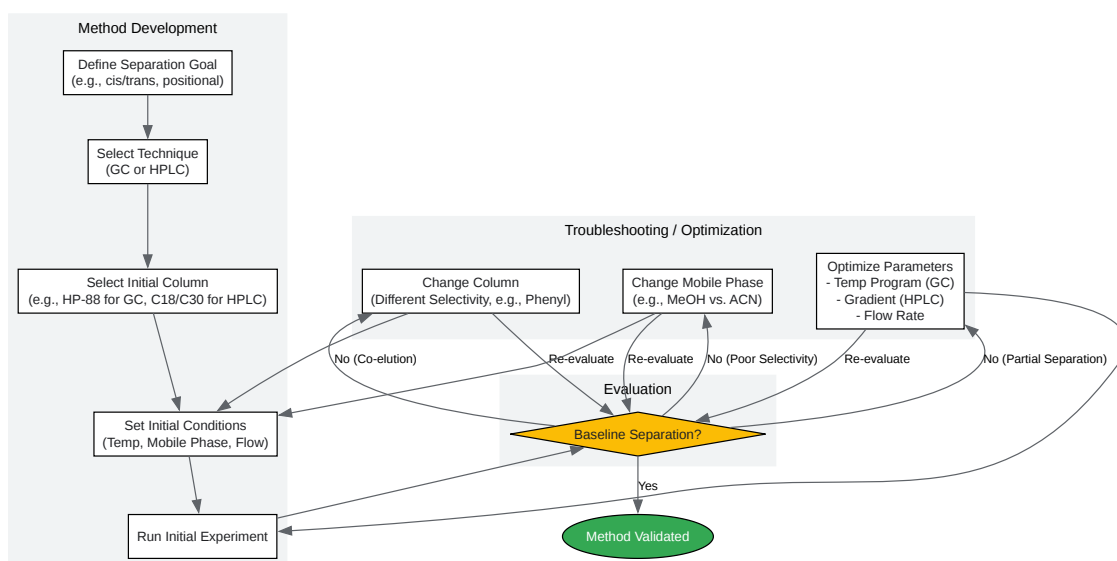 Method Development
Define Separation Goal
(e.g., cis/trans, positional)
Select Technique
(GC or HPLC)
Select Initial Column
(e.g., HP-88 for GC, C18/C30 for HPLC)
Set Initial Conditions
(Temp, Mobile Phase, Flow)
Run Initial Experiment
Troubleshooting / Optimization
Change Column
(Different Selectivity, e.g., Phenyl)
Change Mobile Phase
(e.g., MeOH vs. ACN)
Optimize Parameters
- Temp Program (GC)
- Gradient (HPLC)
- Flow Rate
No (Co-elution)
Re-evaluate
Re-evaluate
No (Poor Selectivity)
Re-evaluate
No (Partial Separation)
Evaluation
Baseline Separation?
Yes
Method Validated